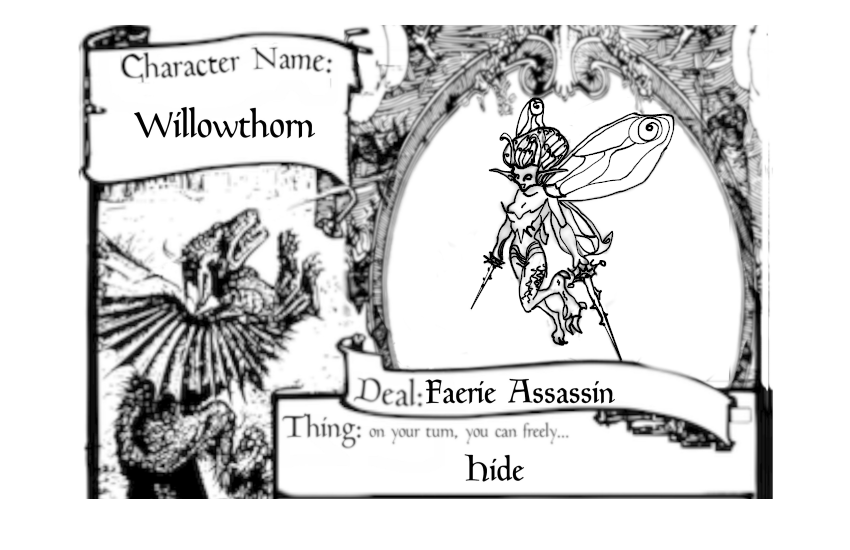 Character Name:
Willowthorn
Deal: Faerie Assassin
Thing: on your turn, you can freely...
hide